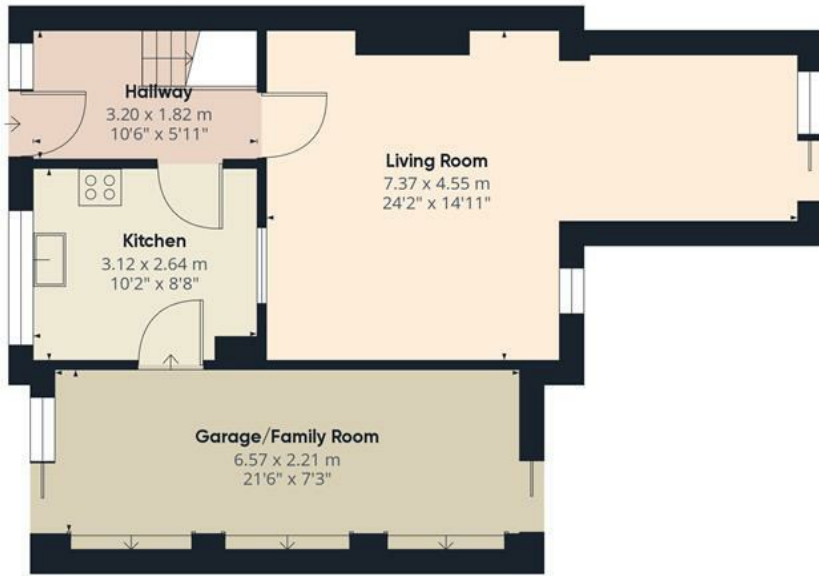 Hallway
3.20 x 1.82 m
10'6" x 5'11"
Living Room
7.37 x 4.55 m
24'2" x 14'11"
Kitchen
3.12 x 2.64 m
10'2" x 8'8"
Garage/Family Room
6.57 x 2.21 m
21'6" x 7'3"